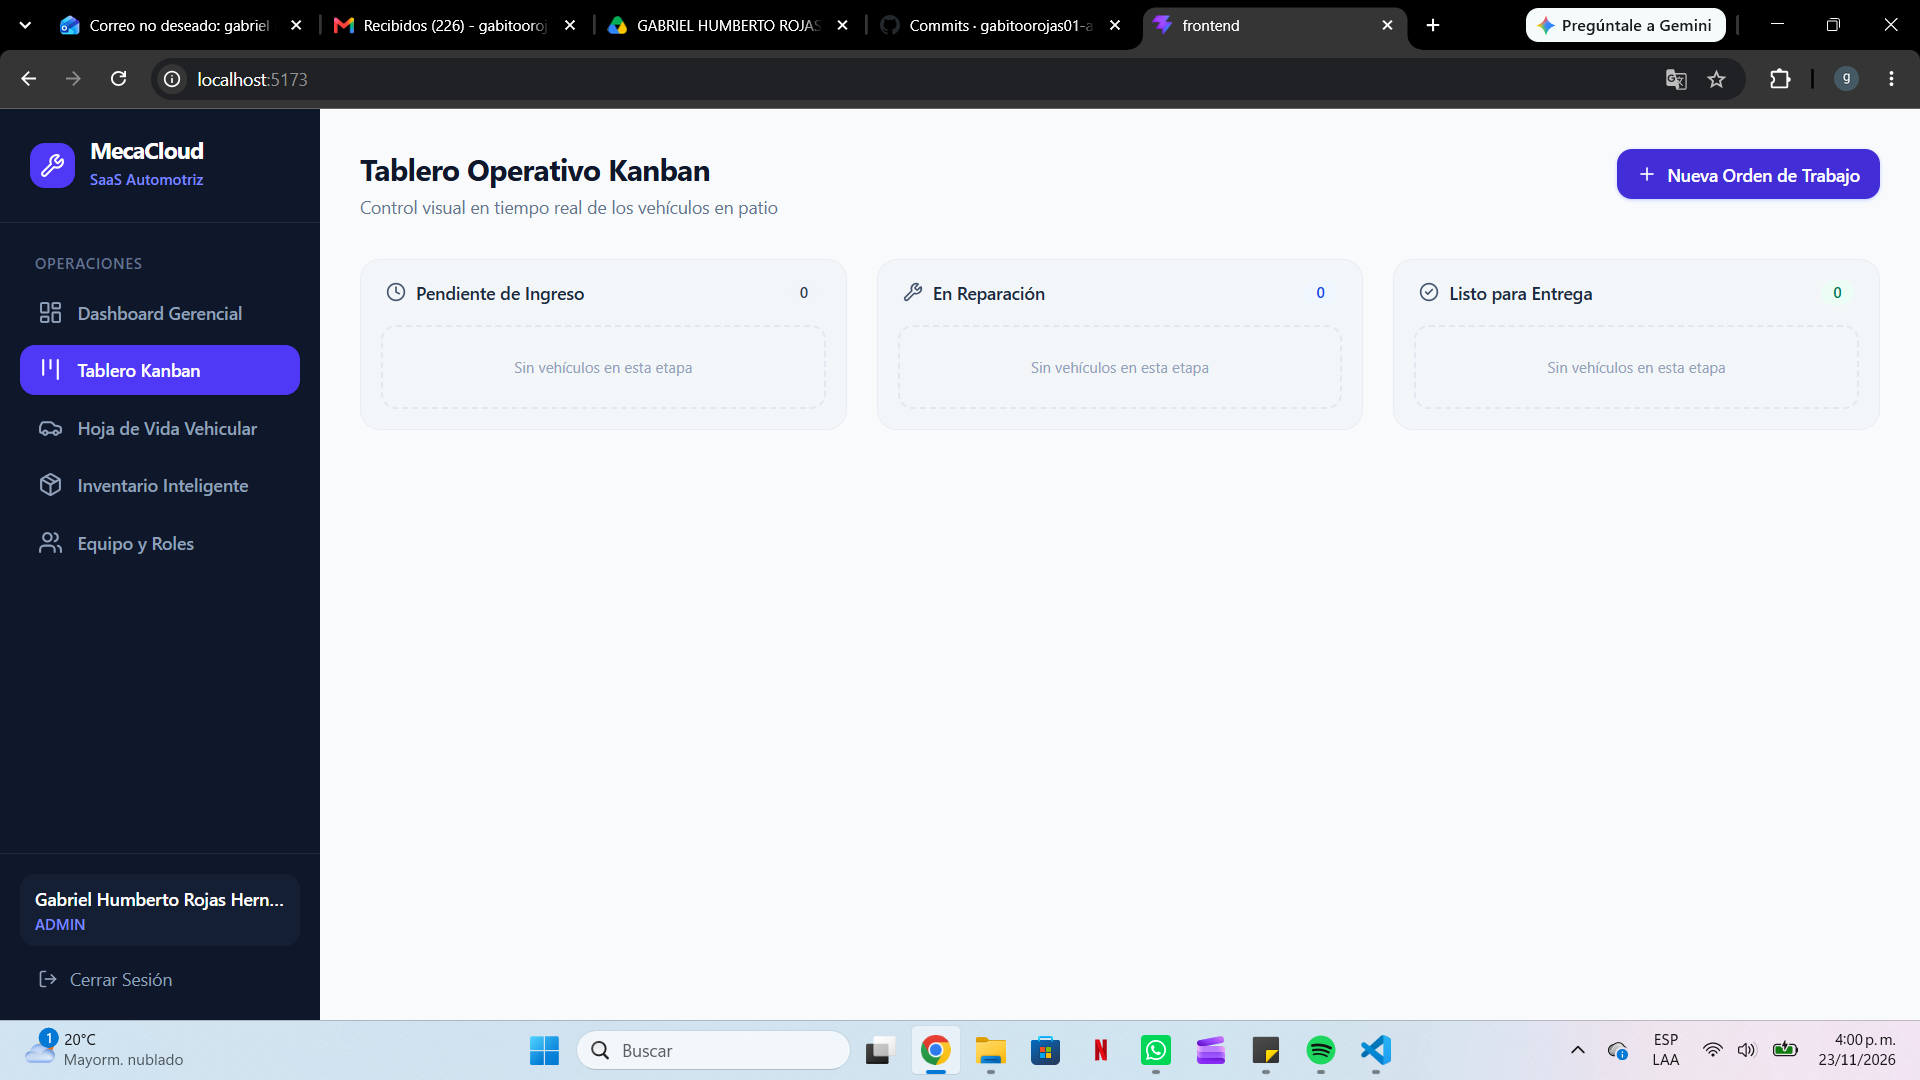 Correo no deseado: gabriel
Recibidos (226) - gabitooroj
GABRIEL HUMBERTO ROJAS
Commits · gabitoorojas01-a
frontend
Pregúntale a Gemini
localhost:5173
g
MecaCloud
SaaS Automotriz
OPERACIONES
Dashboard Gerencial
Tablero Kanban
Hoja de Vida Vehicular
Inventario Inteligente
Equipo y Roles
Gabriel Humberto Rojas Hern...
ADMIN
Cerrar Sesión
Tablero Operativo Kanban
Control visual en tiempo real de los vehículos en patio
Nueva Orden de Trabajo
Pendiente de Ingreso 0
Sin vehículos en esta etapa
En Reparación 0
Sin vehículos en esta etapa
Listo para Entrega 0
Sin vehículos en esta etapa
1
20°C
Mayorm. nublado
Buscar
N
ESP
LAA
4:00 p. m.
23/11/2026